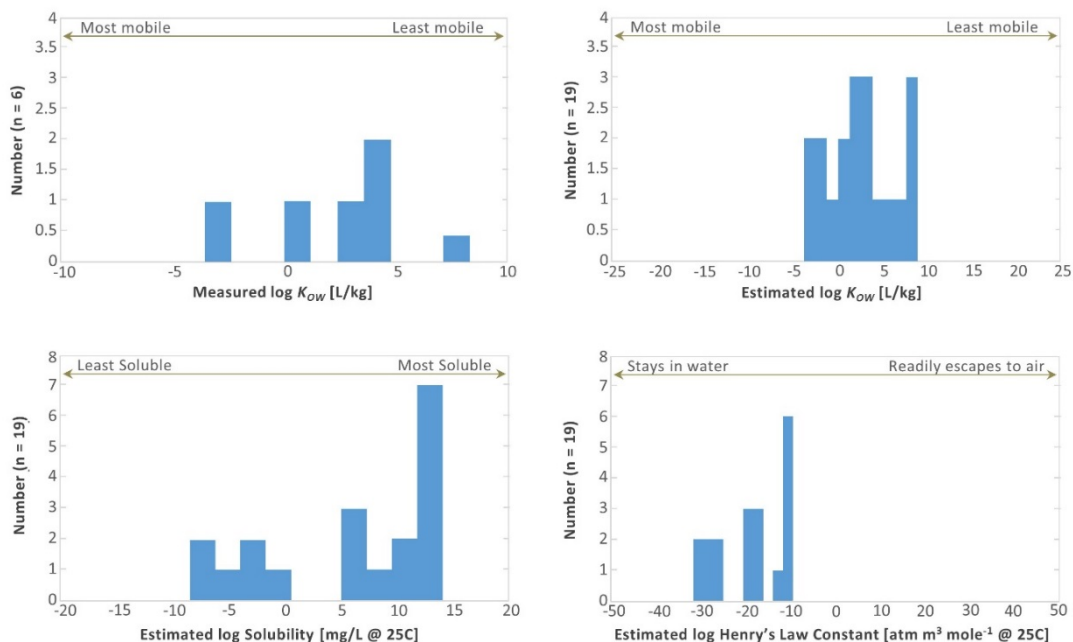 4
Most mobile Least mobile
3.5
3
2.5
2
1.5
1
0.5
0
Number (n = 6)
-10 -5 0 5 10
Measured log KOW [L/kg]
4
Most mobile Least mobile
3.5
3
2.5
2
1.5
1
0.5
0
Number (n = 19)
-25 -20 -15 -10 -5 0 5 10 15 20 25
Estimated log KOW [L/kg]
8
Least Soluble Most Soluble
7
6
5
4
3
2
1
0
Number (n = 19)
-20 -15 -10 -5 0 5 10 15 20
Estimated log Solubility [mg/L @ 25C]
8
Stays in water Readily escapes to air
7
6
5
4
3
2
1
0
Number (n = 19)
-50 -40 -30 -20 -10 0 10 20 30 40 50
Estimated log Henry's Law Constant [atm m³ mole⁻¹ @ 25C]